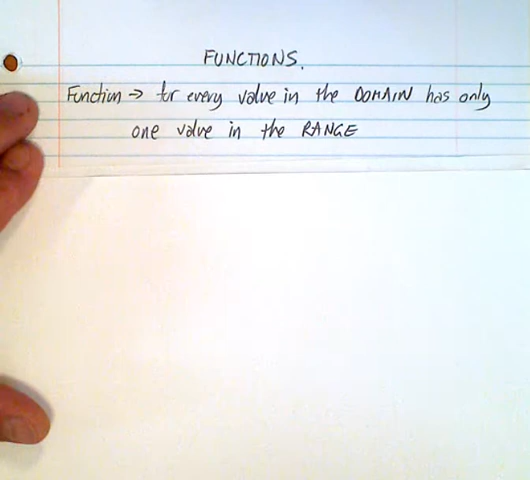 FUNCTIONS.
Function → for every value in the DOMAIN has only
one value in the RANGE